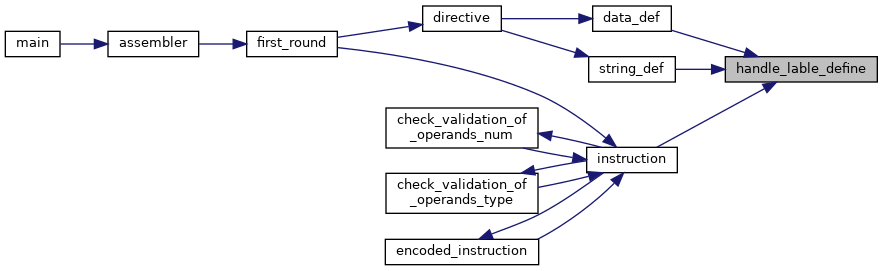 main
assembler
first_round
directive
data_def
string_def
handle_lable_define
check_validation_of
_operands_num
instruction
check_validation_of
_operands_type
encoded_instruction